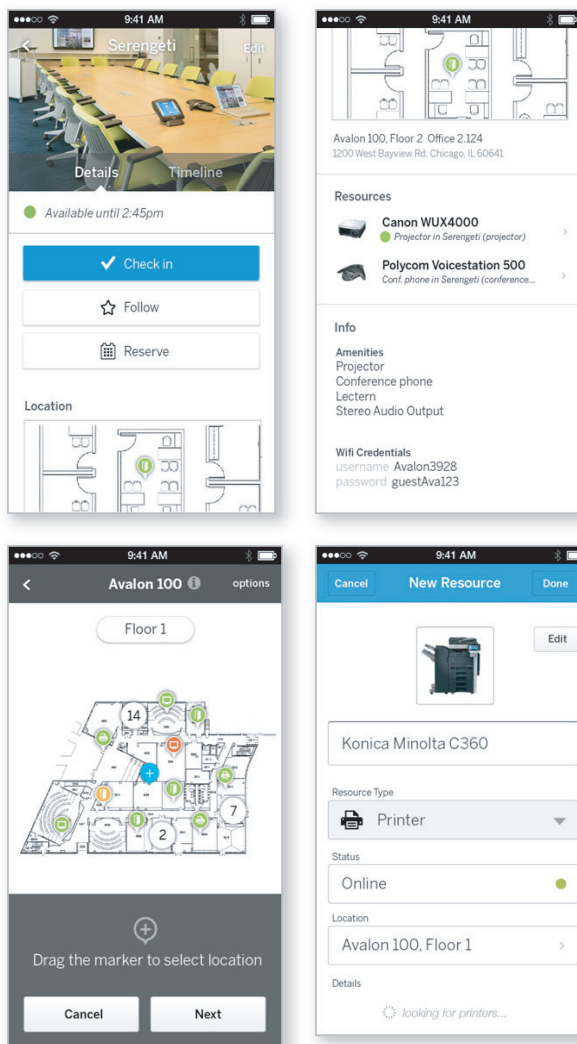 9:41 AM
Serengeti
Edit
Details
Timeline
Available until 2:45pm
Check in
Follow
Reserve
Location
9:41 AM
Avalon 100, Floor 2 Office 2.124
1200 West Bayview Rd. Chicago, IL 60641
Resources
Canon WUX4000
Projector in Serengeti (projector)
Polycom Voicestation 500
Conf. phone in Serengeti (conference...
Info
Amenities
Projector
Conference phone
Lectern
Stereo Audio Output
Wifi Credentials
username Avalon3928
password guestAva123
9:41 AM
Avalon 100
options
Floor 1
14
7
2
Drag the marker to select location
Cancel
Next
9:41 AM
Cancel
New Resource
Done
Edit
Konica Minolta C360
Resource Type
Printer
Status
Online
Location
Avalon 100, Floor 1
Details
looking for printers...